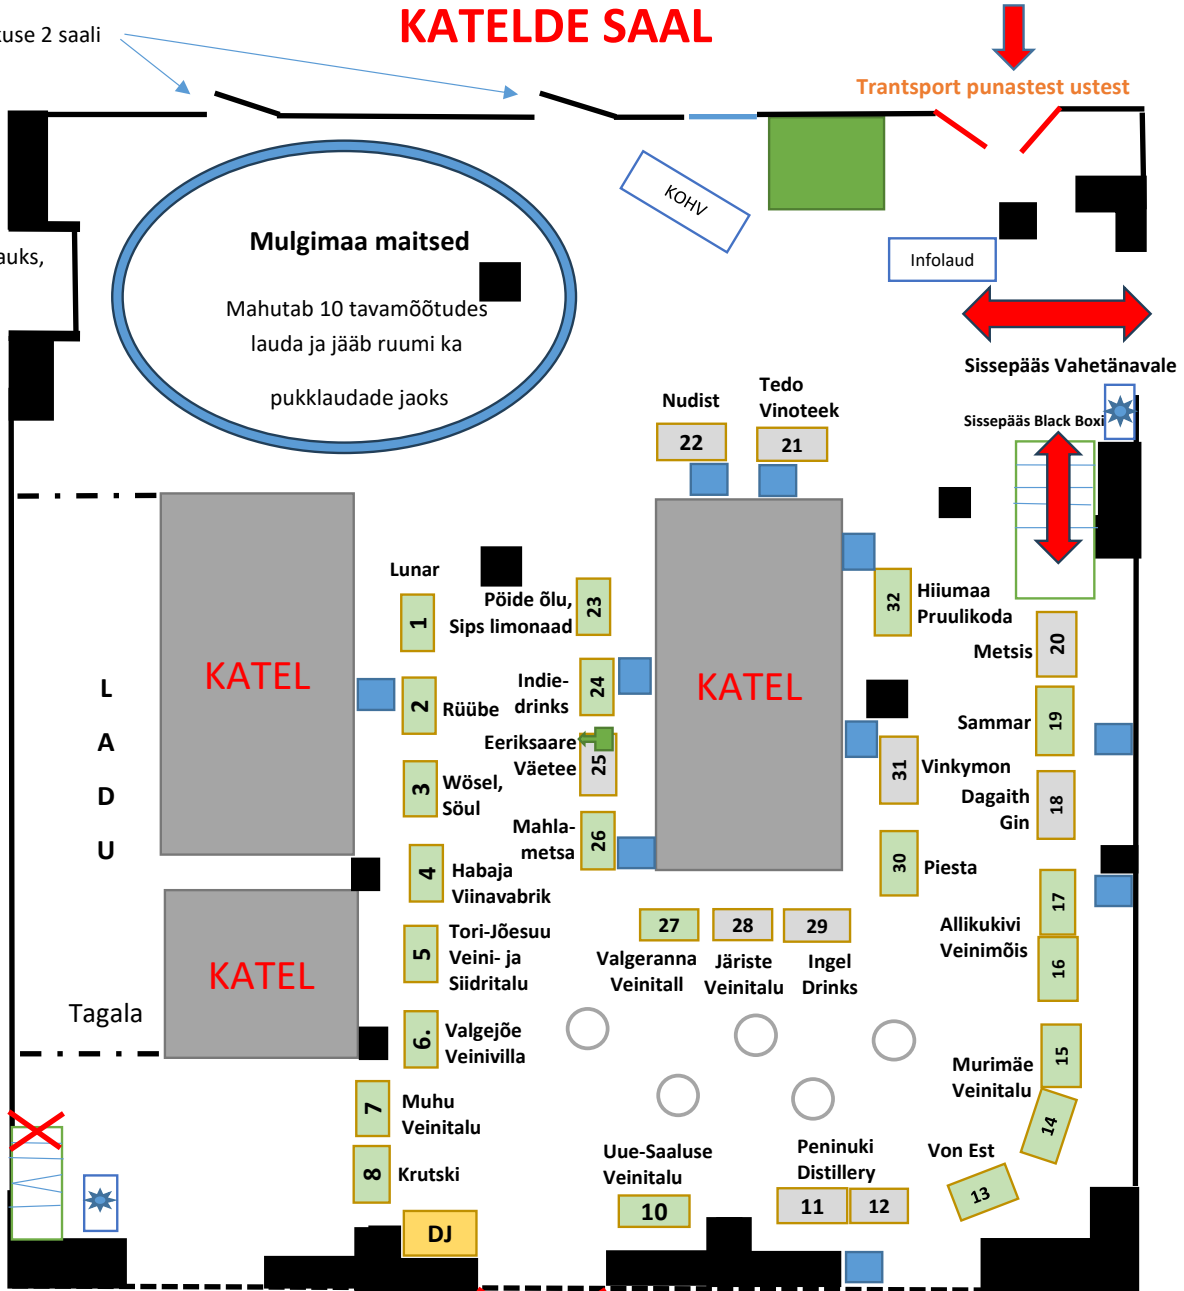 KATELDE SAAL
use 2 saali
Trantsport punastest ustest
KOHV
Mulgimaa maitsed
auks,
Infolaud
Mahutab 10 tavamõõtudes
lauda ja jääb ruumi ka
pukklaudade jaoks
Sissepääs Vahetänavale
Sissepääs Black Boxi
Nudist
Tedo
Vinoteek
22
21
Lunar
1
Pöide õlu,
Sips limonaad
23
32
Hiiumaa
Pruulikoda
Metsis
20
KATEL
KATEL
L
A
D
U
2
Rüübe
Indie-
drinks
24
Sammar
19
Eeriksaare
Väetee
25
31
Vinkymon
3
Wösel,
Söul
Dagaith
Gin
18
Mahla-
metsa
26
4
Habaja
Viinavabrik
30
Piesta
17
Allikukivi
Veinimõis
16
27
28
29
Valgeranna
Veinitall
Järiste
Veinitalu
Ingel
Drinks
5
Tori-Jõesuu
Veini- ja
Siidritalu
KATEL
Tagala
6.
Valgejõe
Veinivilla
15
Murimäe
Veinitalu
14
7
Muhu
Veinitalu
8
Krutski
Uue-Saaluse
Veinitalu
10
Peninuki
Distillery
11
12
Von Est
13
DJ